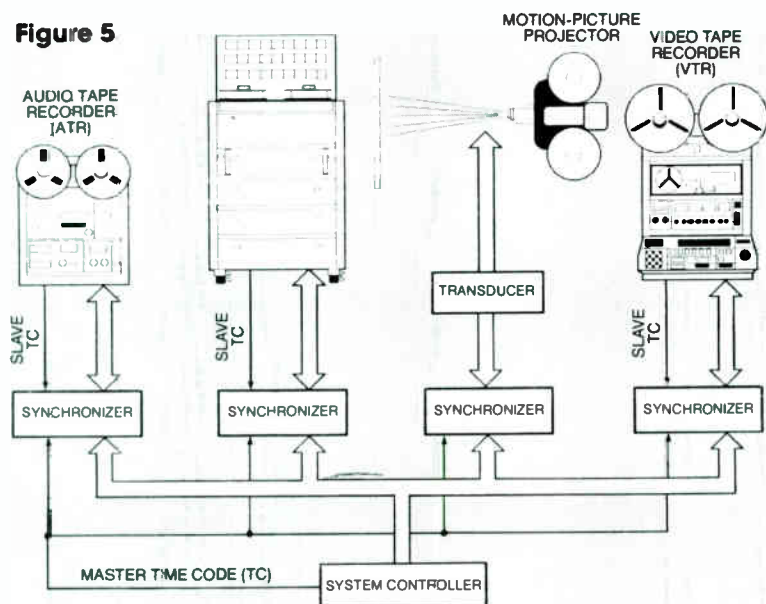 Figure 5
MOTION-PICTURE
PROJECTOR
VIDEO TAPE
RECORDER
(VTR)
AUDIO TAPE
RECORDER
(ATR)
TRANSDUCER
SLAVE
TC
SLAVE
TC
SLAVE
TC
SYNCHRONIZER
SYNCHRONIZER
SYNCHRONIZER
SYNCHRONIZER
MASTER TIME CODE (TC)
SYSTEM CONTROLLER